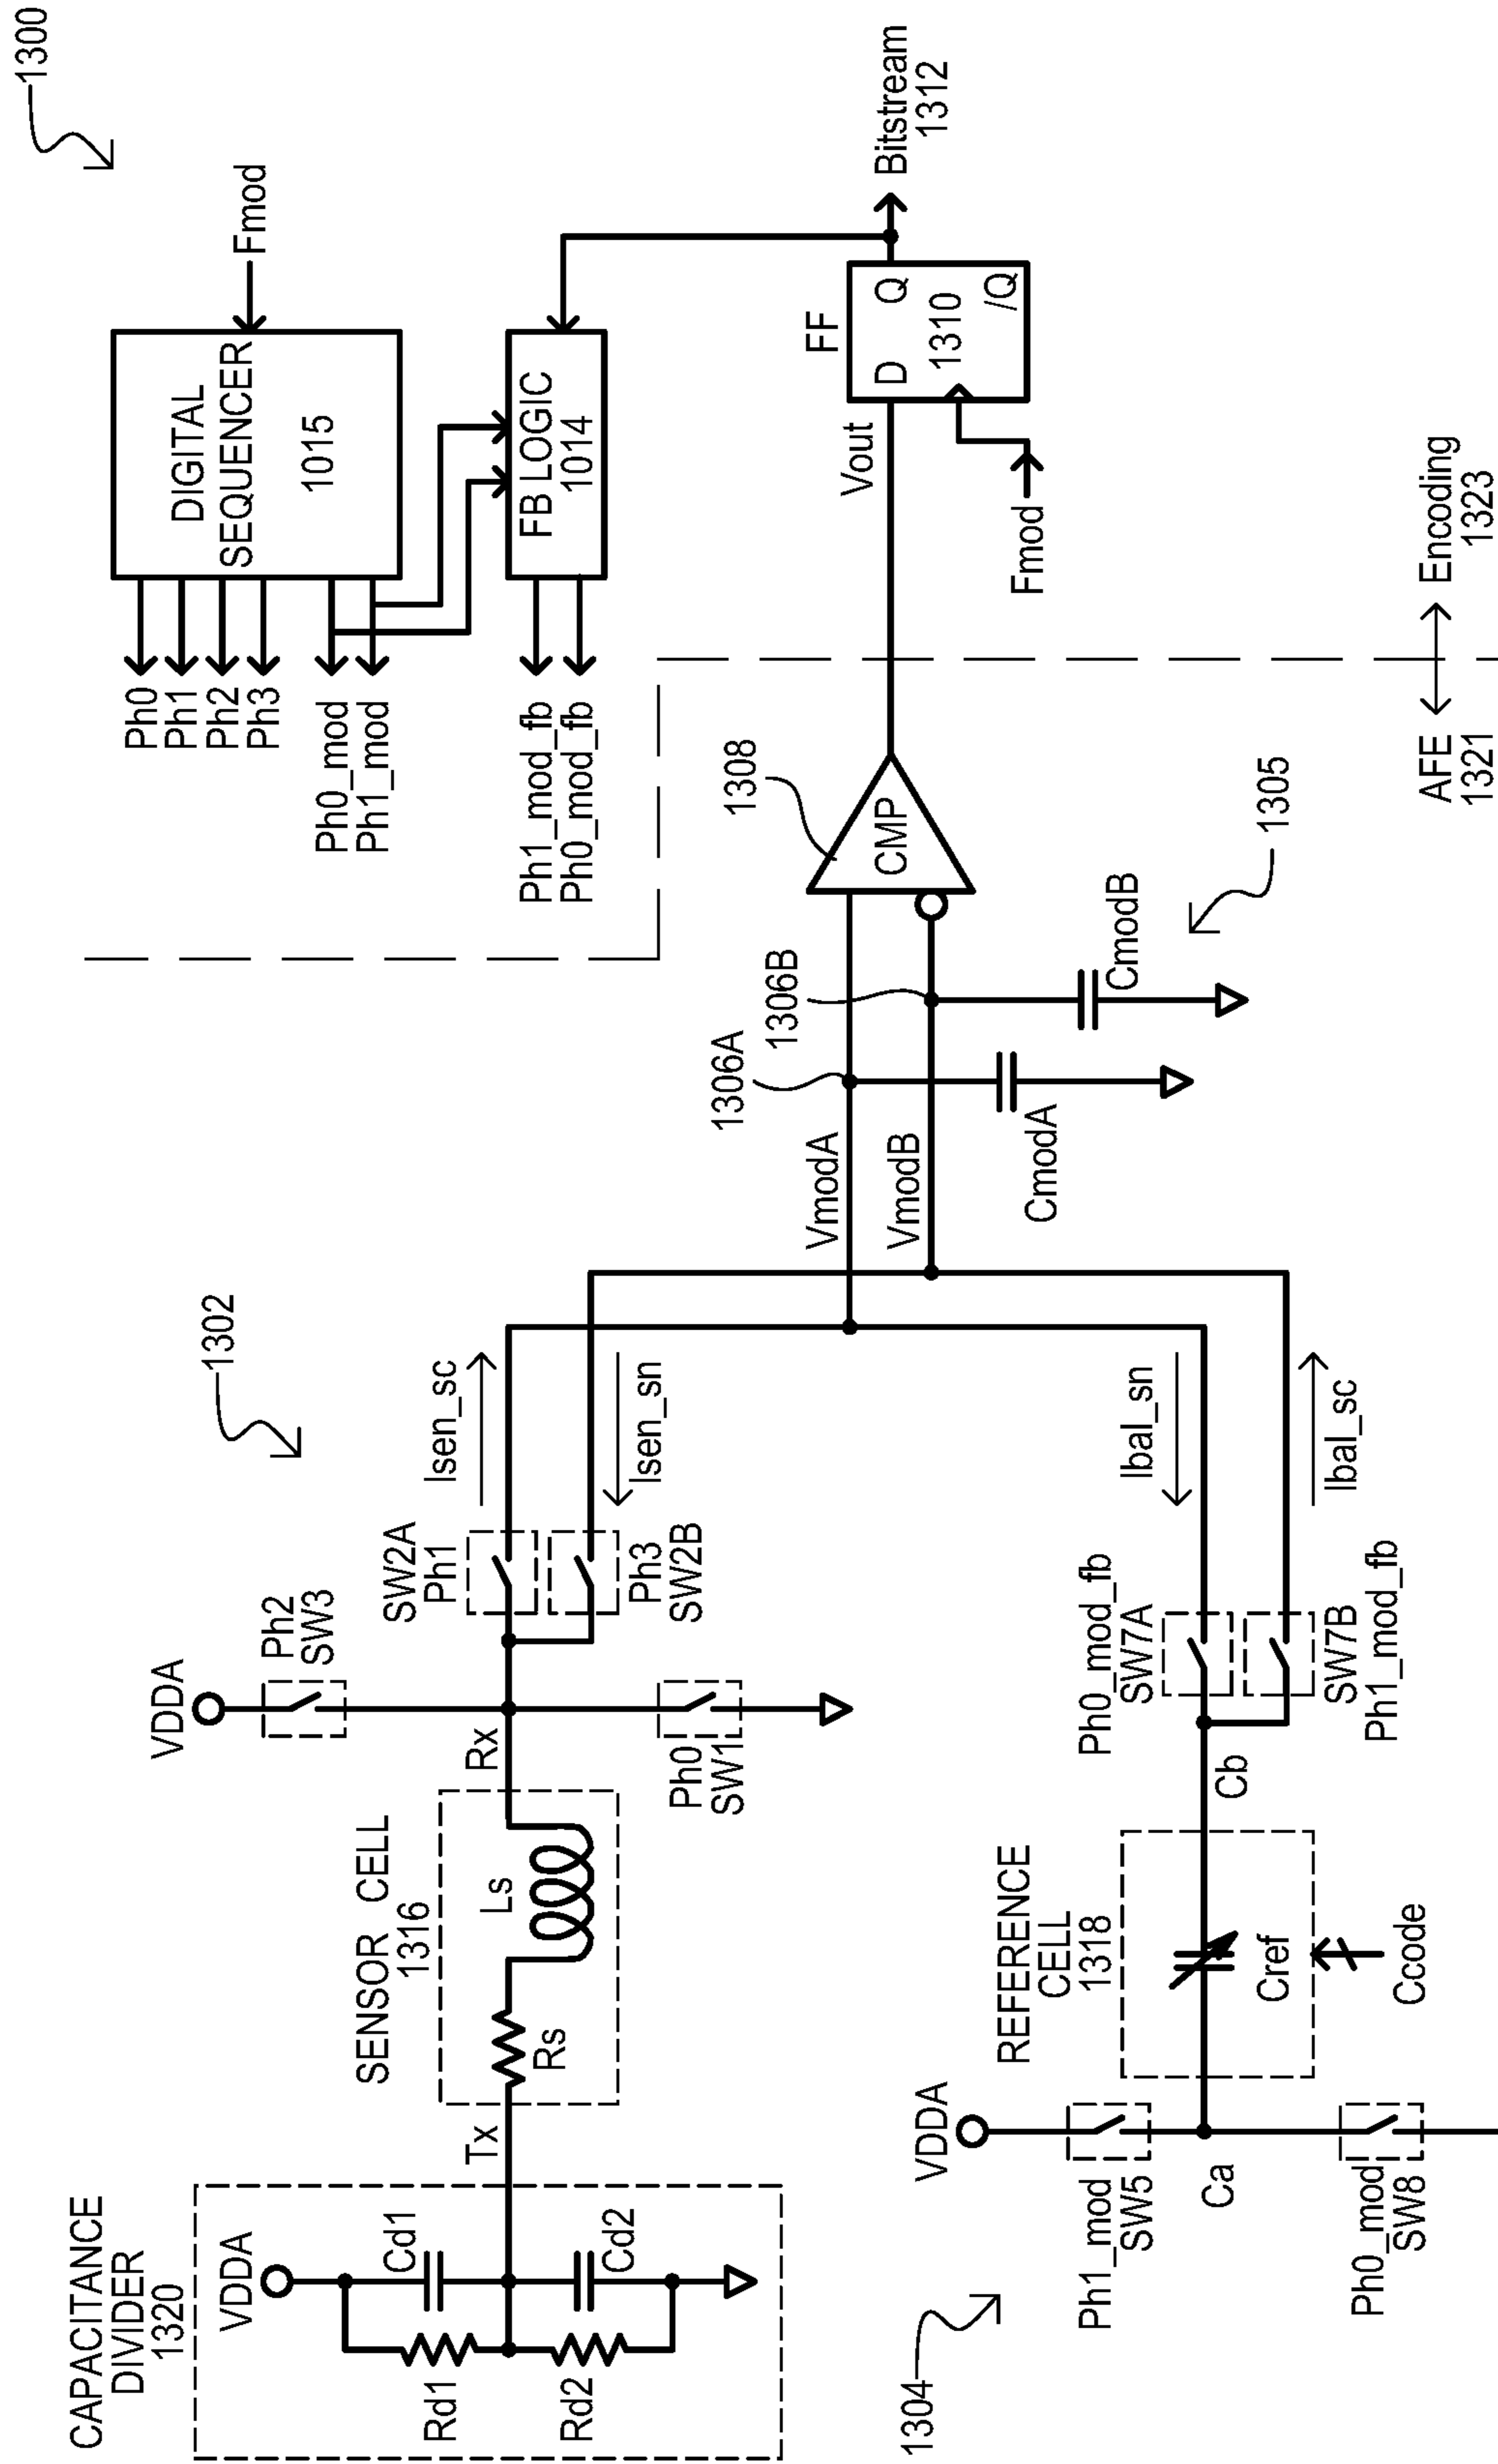 1300
CAPACITANCE
DIVIDER
1320
VDDA
Cd1
Rd1
Cd2
Rd2
Tx
SENSOR CELL
1316
Rs
Ls
Rx
VDDA
Ph2
SW3
Ph0
SW1
SW2A
Ph1
Ph3
SW2B
Isen_sc
Isen_sn
1302
1304
VDDA
Ph1_mod
SW5
Ca
Ph0_mod
SW8
REFERENCE
CELL
1318
Cref
Ccode
Cb
Ph0_mod_fb
SW7A
SW7B
Ph1_mod_fb
Ibal_sn
Ibal_sc
VmodA
VmodB
1306A
1306B
CmodA
CmodB
1305
1308
CMP
Vout
FF
D
Q
1310
/Q
Fmod
Bitstream
1312
DIGITAL
SEQUENCER
1015
Fmod
Ph0
Ph1
Ph2
Ph3
Ph0_mod
Ph1_mod
FB LOGIC
1014
Ph1_mod_fb
Ph0_mod_fb
AFE
1321
Encoding
1323